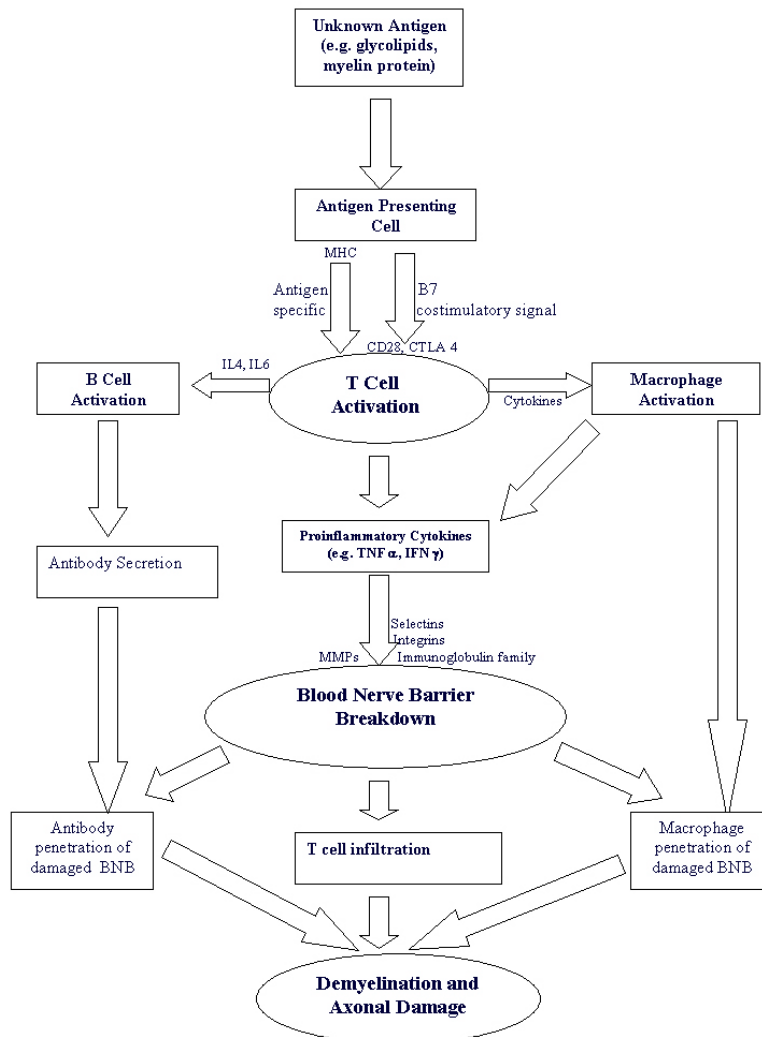 Unknown Antigen
(e.g. glycolipids,
myelin protein)
Antigen Presenting
Cell
MHC
Antigen
specific
B7
costimulatory signal
CD28, CTLA 4
IL4, IL6
B Cell
Activation
T Cell
Activation
Cytokines
Macrophage
Activation
Proinflammatory Cytokines
(e.g. TNF α, IFN γ)
Antibody Secretion
Selectins
Integrins
MMPs
Immunoglobulin family
Blood Nerve Barrier
Breakdown
Antibody
penetration of
damaged BNB
T cell infiltration
Macrophage
penetration of
damaged BNB
Demyelination and
Axonal Damage